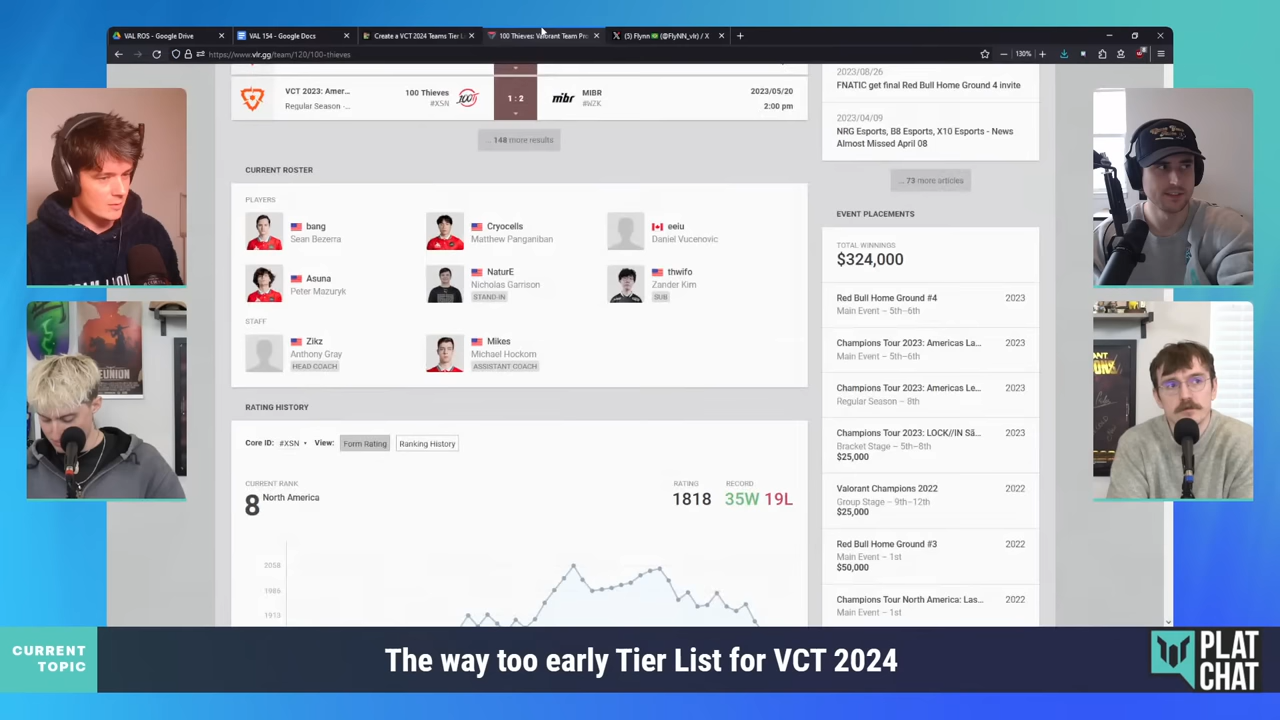 VAL ROS - Google Drive
VAL 154 - Google Docs
Create a VCT 2024 Teams Tier Li
100 Thieves: Valorant Team Pro
(5) Flynn (@FlyNN_vlr) / X
https://www.vlr.gg/team/120/100-thieves
130%
VCT 2023: Amer...
Regular Season -...
100 Thieves
#XSN
1 : 2
mibr
MIBR
#WZK
2023/05/20
2:00 pm
... 148 more results
CURRENT ROSTER
PLAYERS
bang
Sean Bezerra
Cryocells
Matthew Panganiban
eeiu
Daniel Vucenovic
Asuna
Peter Mazuryk
NaturE
Nicholas Garrison
STAND-IN
thwifo
Zander Kim
SUB
STAFF
Zikz
Anthony Gray
HEAD COACH
Mikes
Michael Hockom
ASSISTANT COACH
RATING HISTORY
Core ID: #XSN
View:
Form Rating
Ranking History
CURRENT RANK
8 North America
RATING
1818
RECORD
35W 19L
2058
1986
1913
2023/08/26
FNATIC get final Red Bull Home Ground 4 invite
2023/04/09
NRG Esports, B8 Esports, X10 Esports - News
Almost Missed April 08
... 73 more articles
EVENT PLACEMENTS
TOTAL WINNINGS
$324,000
Red Bull Home Ground #4
2023
Main Event – 5th–6th
Champions Tour 2023: Americas La...
2023
Main Event – 5th–6th
Champions Tour 2023: Americas Le...
2023
Regular Season – 8th
Champions Tour 2023: LOCK//IN Sã...
2023
Bracket Stage – 5th–8th
$25,000
Valorant Champions 2022
2022
Group Stage – 9th–12th
$25,000
Red Bull Home Ground #3
2022
Main Event – 1st
$50,000
Champions Tour North America: Las...
2022
Main Event – 1st
CURRENT
TOPIC
The way too early Tier List for VCT 2024
PLAT
CHAT